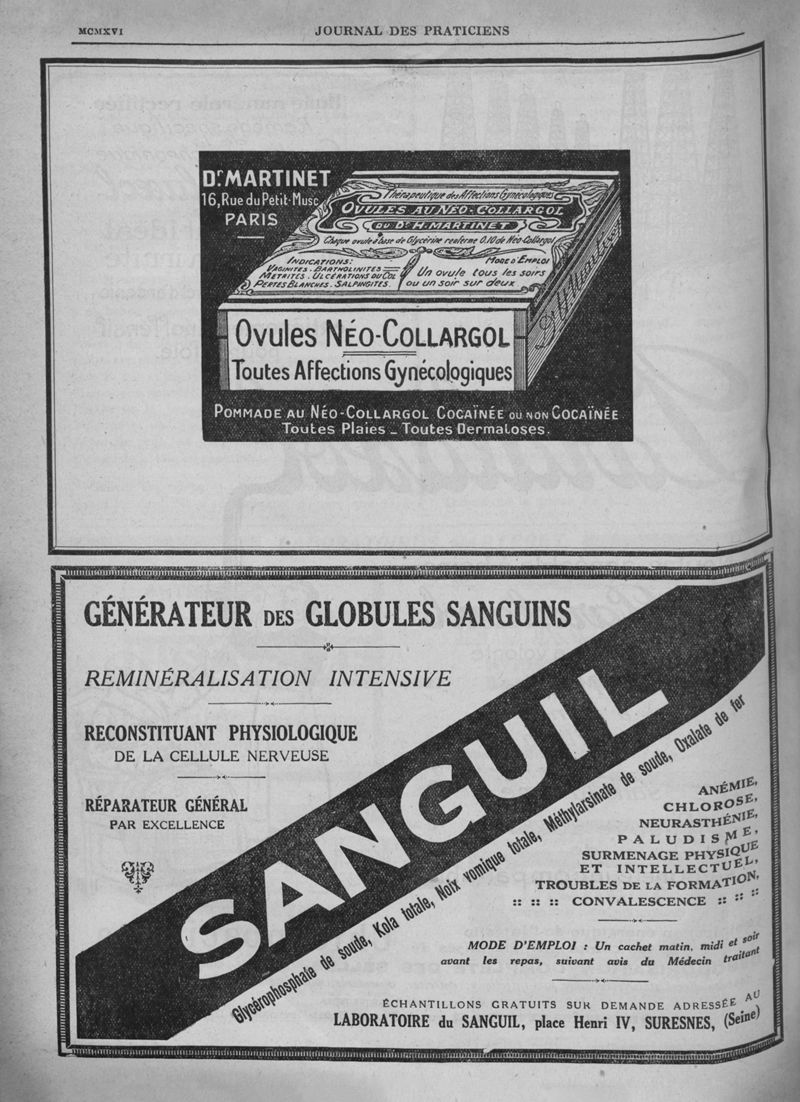 MCMXVI
JOURNAL DES PRATICIENS
Dr. MARTINET
16, Rue du Petit-Musc
PARIS
Thérapeutique des Affections Gynécologiques
OVULES AU NÉO-COLLARGOL
DU Dr H. MARTINET
Chaque ovule à base de Glycérine renferme 0.10 de Néo-Collargol
INDICATIONS:
VAGINITES. BARTHOLINITES
METRITES. ULCÉRATIONS DU COL
PERTES BLANCHES. SALPINGITES.
MODE D'EMPLOI
Un ovule tous les soirs
ou un soir sur deux
Dr H. Martinet
Ovules NÉO-COLLARGOL
Toutes Affections Gynécologiques
POMMADE AU NÉO-COLLARGOL COCAÏNÉE OU NON COCAÏNÉE
Toutes Plaies _ Toutes Dermatoses.
GÉNÉRATEUR DES GLOBULES SANGUINS
REMINÉRALISATION INTENSIVE
RECONSTITUANT PHYSIOLOGIQUE
DE LA CELLULE NERVEUSE
RÉPARATEUR GÉNÉRAL
PAR EXCELLENCE
SANGUIL
Glycérophosphate de soude, Kola totale, Noix vomique totale, Méthylarsinate de soude, Oxalate de fer
ANÉMIE,
CHLOROSE,
NEURASTHÉNIE,
PALUDISME,
SURMENAGE PHYSIQUE
ET INTELLECTUEL,
TROUBLES DE LA FORMATION,
:: :: :: CONVALESCENCE :: :: ::
MODE D'EMPLOI : Un cachet matin, midi et soir
avant les repas, suivant avis du Médecin traitant
ÉCHANTILLONS GRATUITS SUR DEMANDE ADRESSÉE AU
LABORATOIRE du SANGUIL, place Henri IV, SURESNES, (Seine)